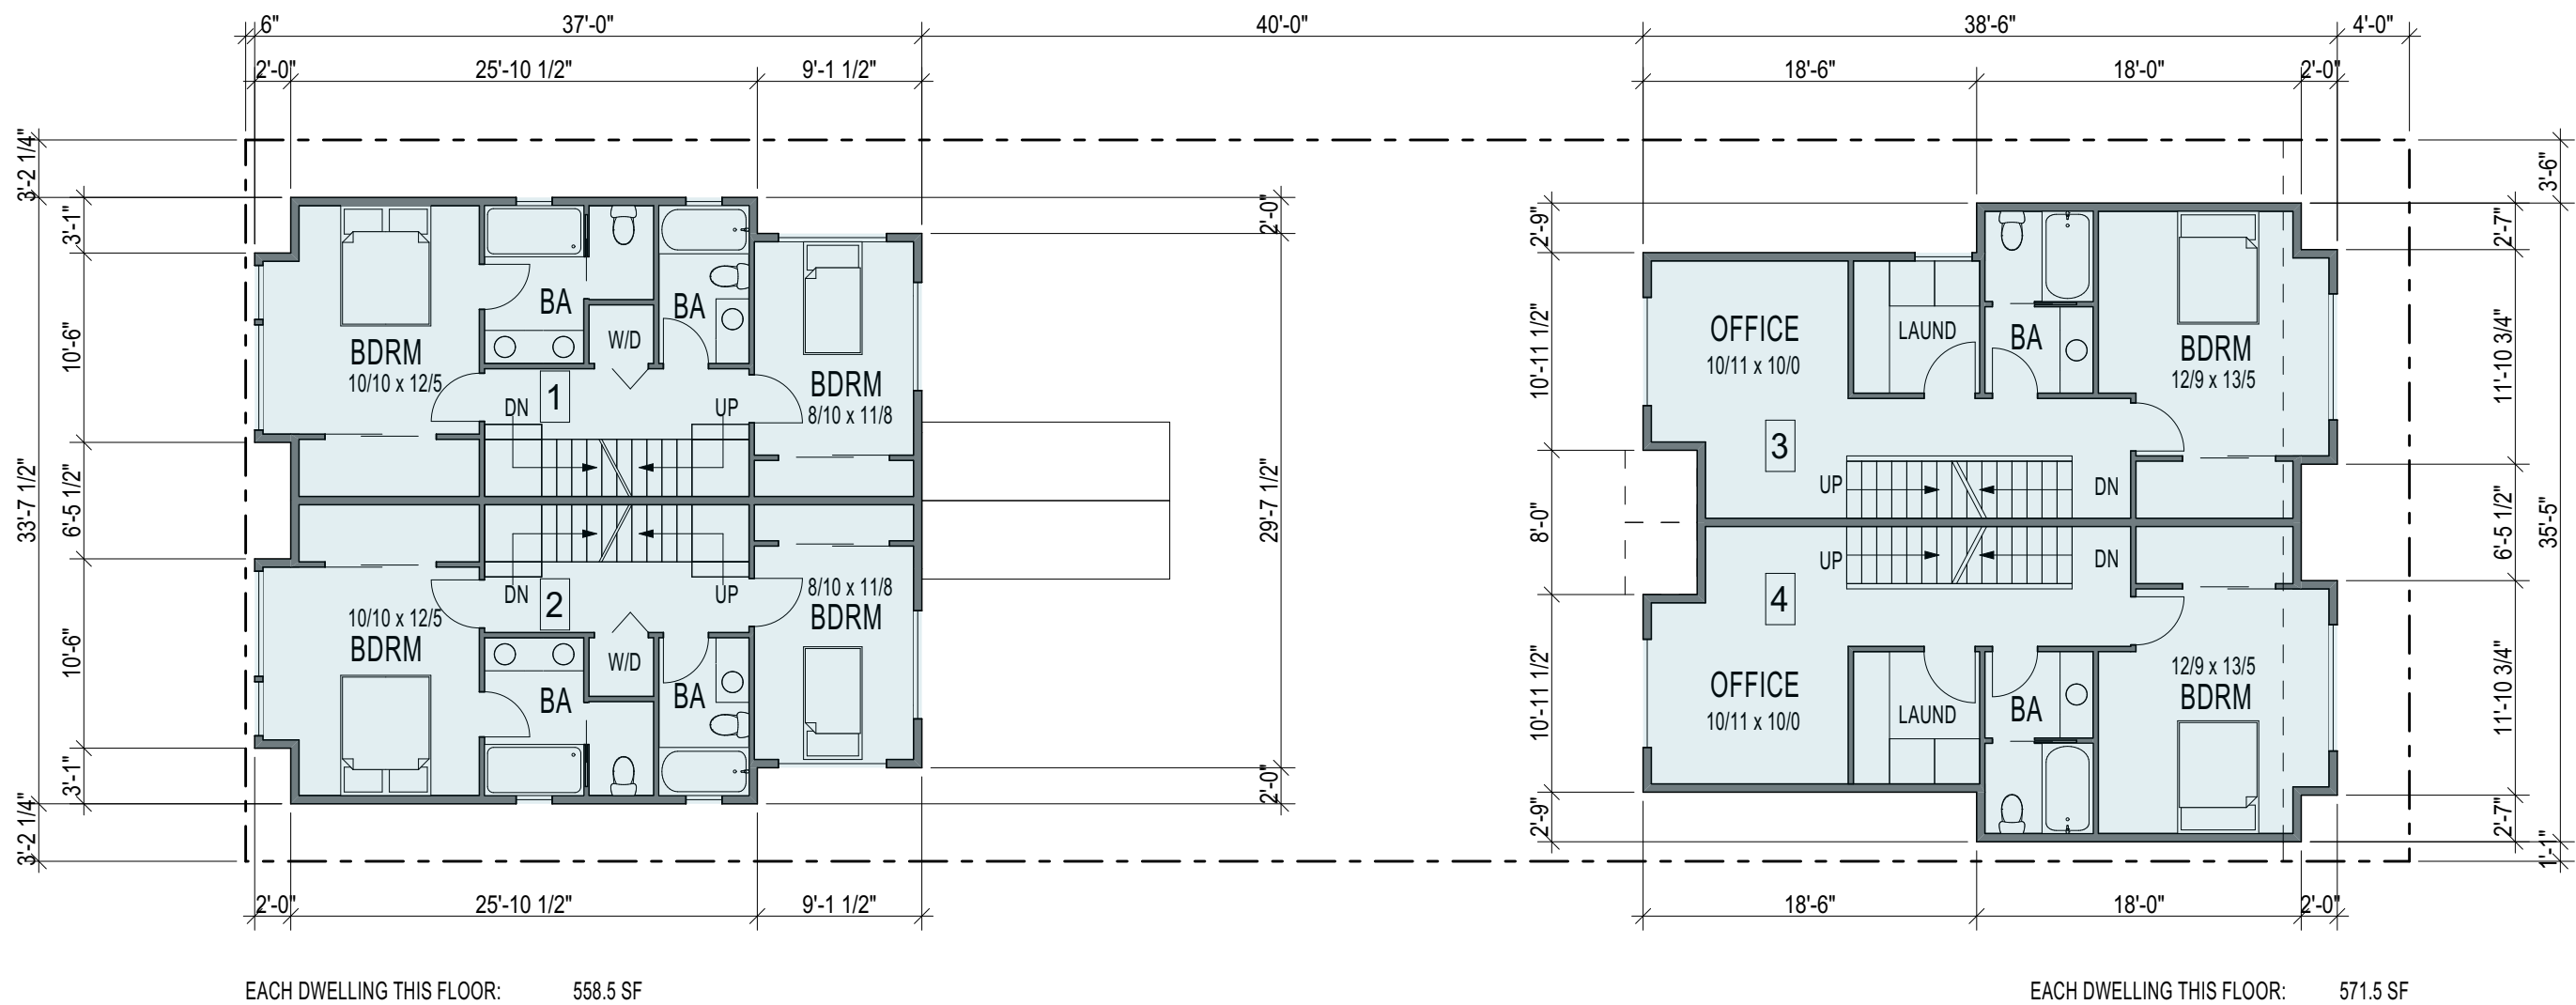 6" 37'-0" 40'-0" 38'-6" 4'-0"
2'-0" 25'-10 1/2" 9'-1 1/2" 18'-6" 18'-0" 2'-0"
3'-2 1/4"
33'-7 1/2"
3'-2 1/4"
3'-1"
10'-6"
6'-5 1/2"
10'-6"
3'-1"
BDRM
10/10 x 12/5
BA
W/D
BA
BDRM
8/10 x 11/8
1
DN
UP
DN
2
UP
10/10 x 12/5
BDRM
BA
W/D
BA
8/10 x 11/8
BDRM
2'-0"
29'-7 1/2"
2'-0"
2'-9"
10'-11 1/2"
8'-0"
10'-11 1/2"
2'-9"
OFFICE
10/11 x 10/0
LAUND
BA
BDRM
12/9 x 13/5
3
UP
DN
UP
DN
4
OFFICE
10/11 x 10/0
LAUND
BA
12/9 x 13/5
BDRM
2'-7"
11'-10 3/4"
6'-5 1/2"
11'-10 3/4"
2'-7"
3'-6"
35'-5"
1'-1"
2'-0" 25'-10 1/2" 9'-1 1/2" 18'-6" 18'-0" 2'-0"
EACH DWELLING THIS FLOOR: 558.5 SF
EACH DWELLING THIS FLOOR: 571.5 SF